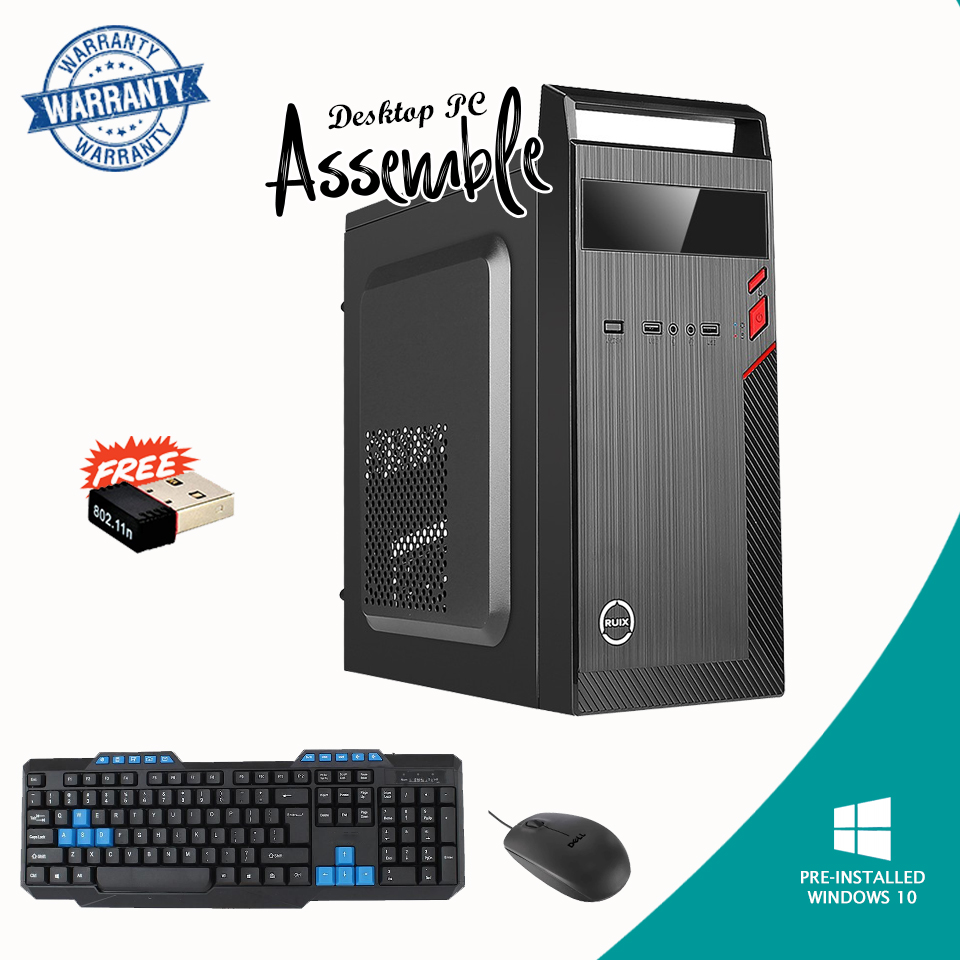 WARRANTY
WARRANTY
WARRANTY
Desktop PC
Assemble
FREE
802.11n
RUIX
DELL
PRE-INSTALLED
WINDOWS 10